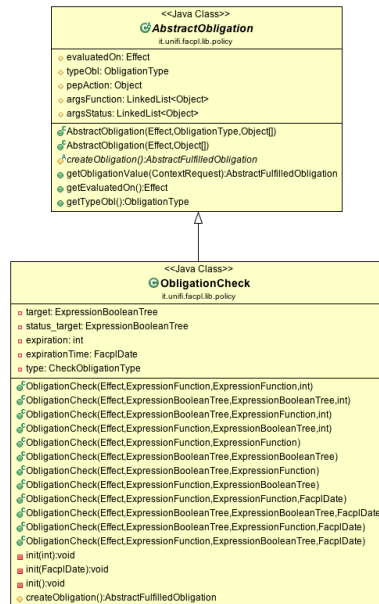 <<Java Class>>
AbstractObligation
it.unifi.facpl.lib.policy
evaluatedOn: Effect
typeObl: ObligationType
pepAction: Object
argsFunction: LinkedList<Object>
argsStatus: LinkedList<Object>
AbstractObligation(Effect,ObligationType,Object[])
AbstractObligation(Effect,Object[])
createObligation():AbstractFulfilledObligation
getObligationValue(ContextRequest):AbstractFulfilledObligation
getEvaluatedOn():Effect
getTypeObl():ObligationType
<<Java Class>>
ObligationCheck
it.unifi.facpl.lib.policy
target: ExpressionBooleanTree
status_target: ExpressionBooleanTree
expiration: int
expirationTime: FacplDate
type: CheckObligationType
ObligationCheck(Effect,ExpressionFunction,ExpressionFunction,int)
ObligationCheck(Effect,ExpressionBooleanTree,ExpressionBooleanTree,int)
ObligationCheck(Effect,ExpressionBooleanTree,ExpressionFunction,int)
ObligationCheck(Effect,ExpressionFunction,ExpressionBooleanTree,int)
ObligationCheck(Effect,ExpressionFunction,ExpressionFunction)
ObligationCheck(Effect,ExpressionBooleanTree,ExpressionBooleanTree)
ObligationCheck(Effect,ExpressionBooleanTree,ExpressionFunction)
ObligationCheck(Effect,ExpressionFunction,ExpressionBooleanTree)
ObligationCheck(Effect,ExpressionFunction,ExpressionFunction,FacplDate)
ObligationCheck(Effect,ExpressionBooleanTree,ExpressionBooleanTree,FacplDate
ObligationCheck(Effect,ExpressionBooleanTree,ExpressionFunction,FacplDate)
ObligationCheck(Effect,ExpressionFunction,ExpressionBooleanTree,FacplDate)
init(int):void
init(FacplDate):void
init():void
createObligation():AbstractFulfilledObligation